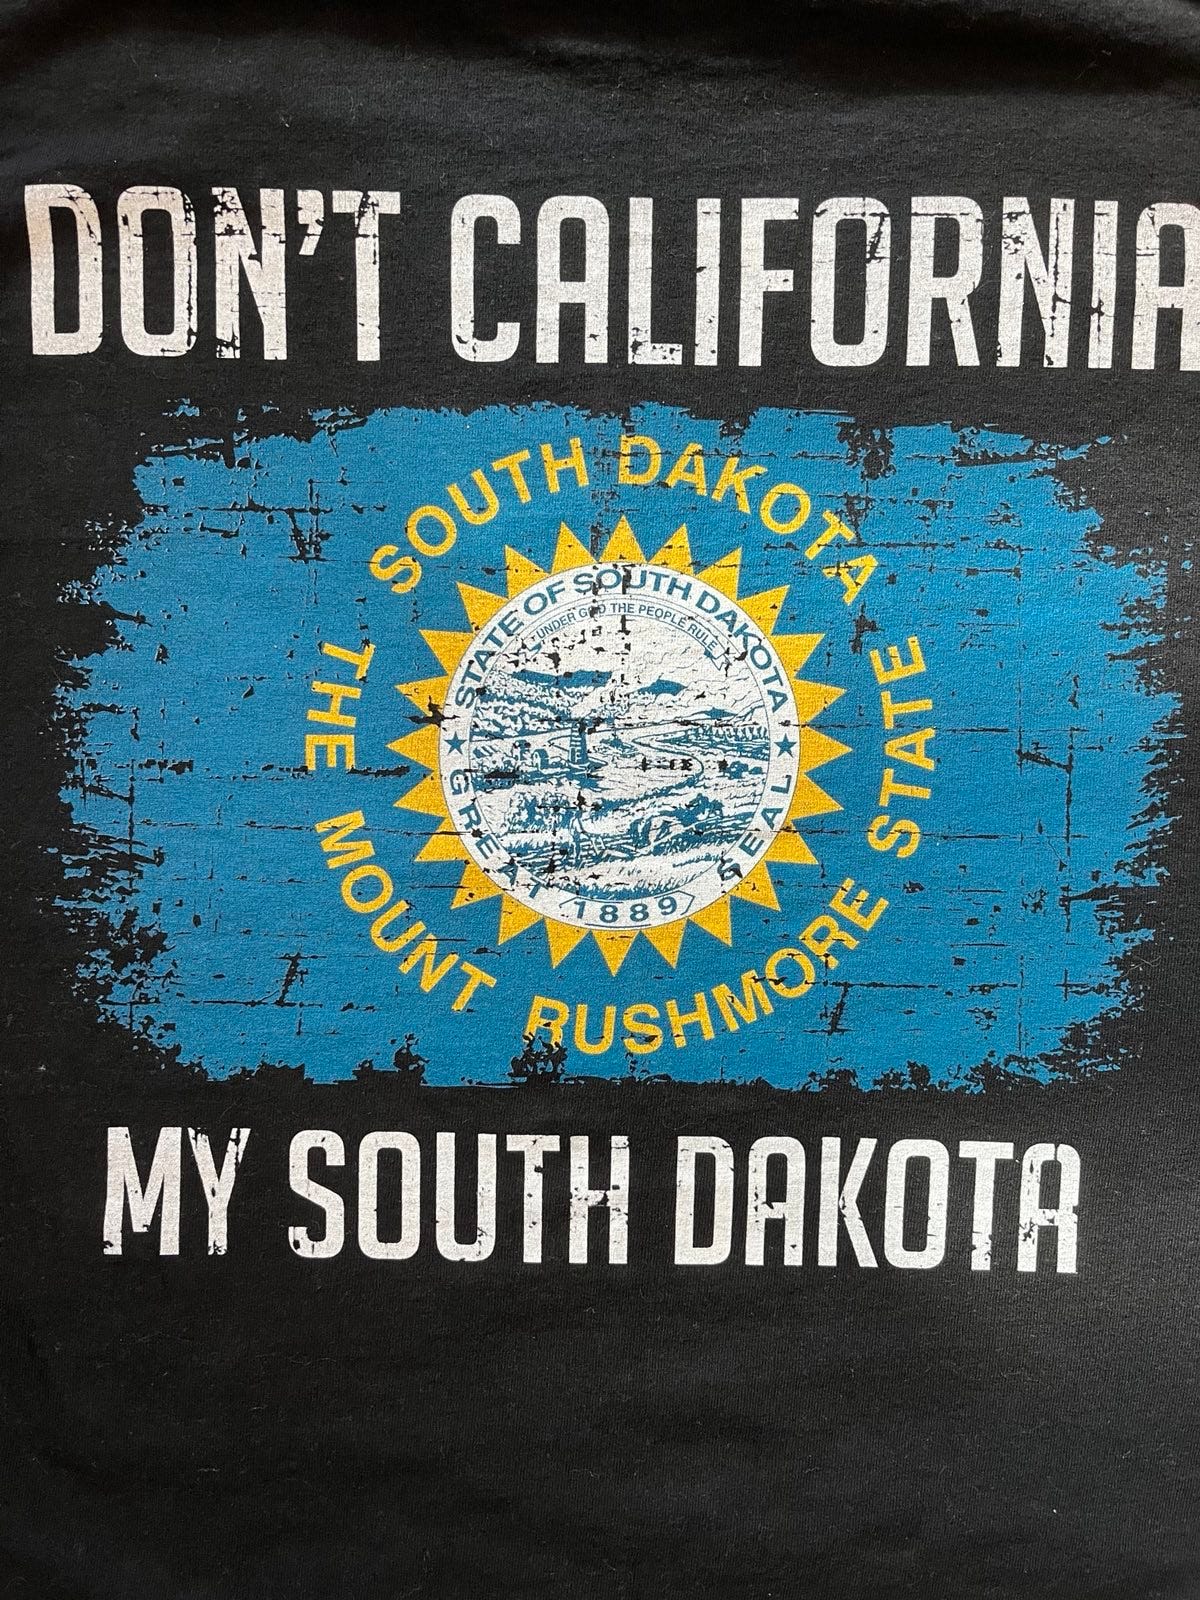 DON'T CALIFORNIA
SOUTH DAKOTA
THE MOUNT RUSHMORE STATE
STATE OF SOUTH DAKOTA
UNDER GOD THE PEOPLE RULE
GREAT SEAL
1889
MY SOUTH DAKOTA